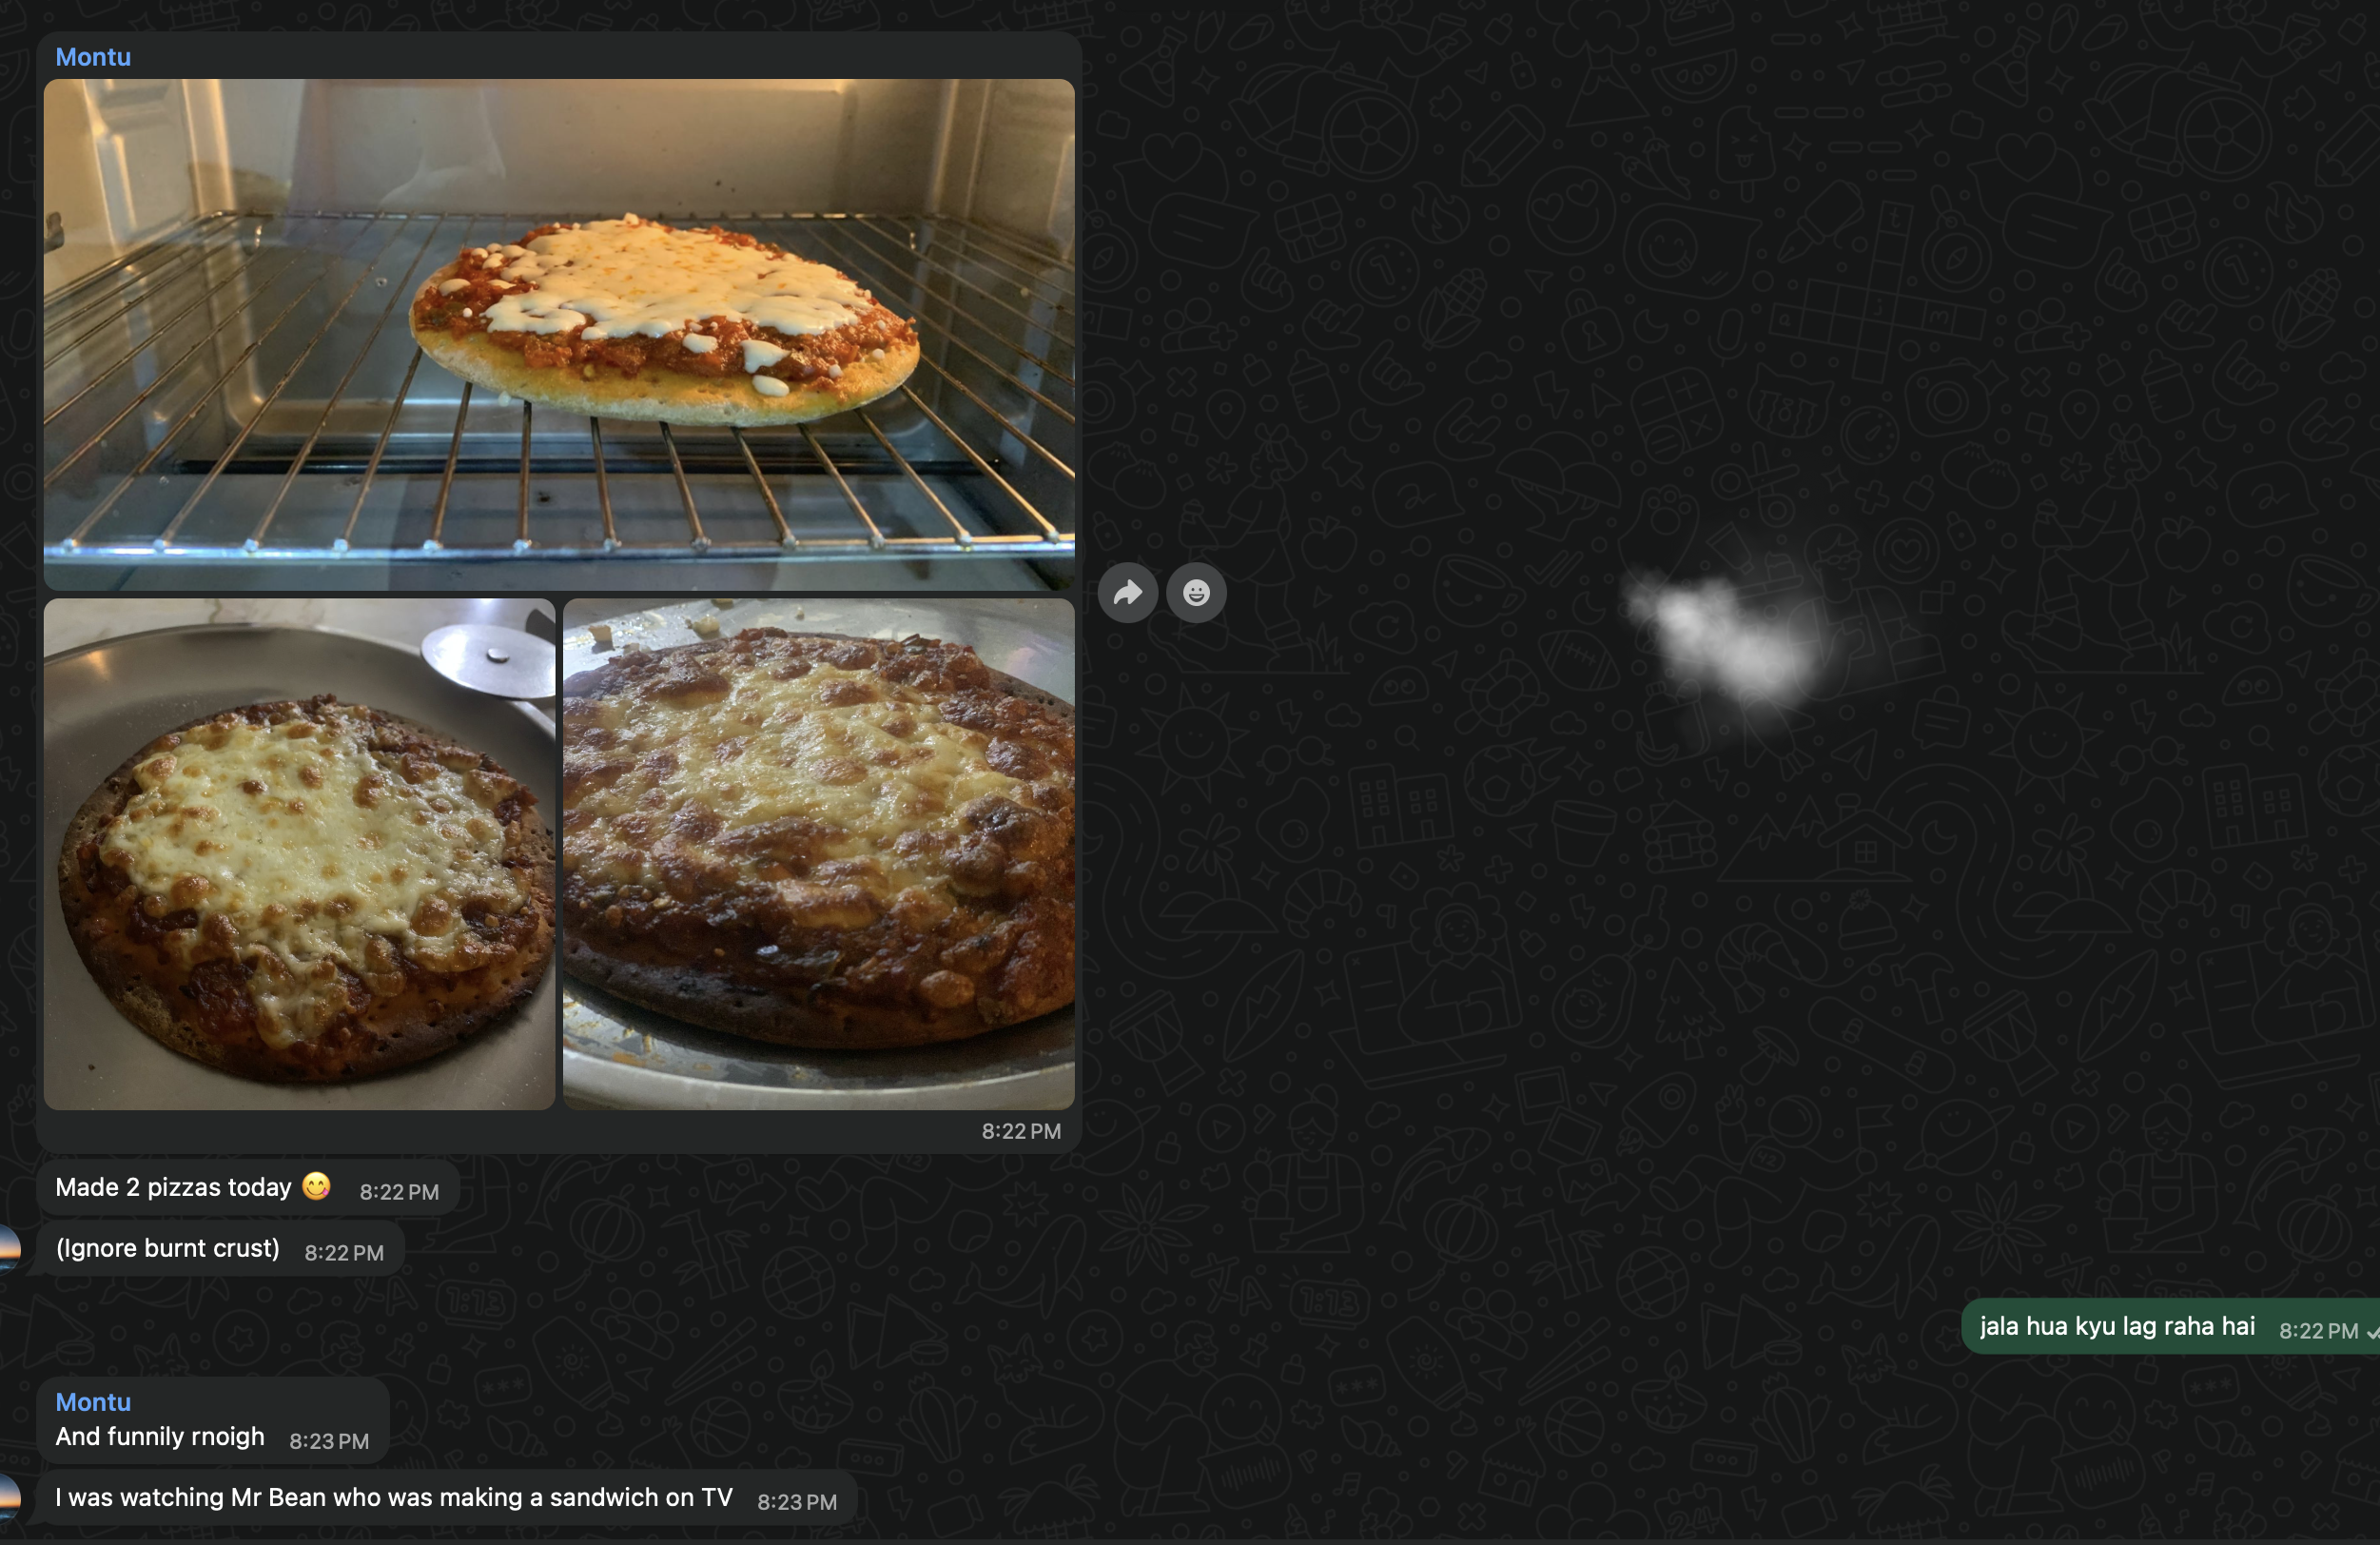 Montu
8:22 PM
Made 2 pizzas today 😋 8:22 PM
(Ignore burnt crust) 8:22 PM
jala hua kyu lag raha hai 8:22 PM
Montu
And funnily rnoigh 8:23 PM
I was watching Mr Bean who was making a sandwich on TV 8:23 PM